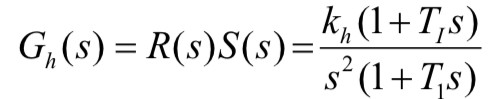 G_h(s) = R(s)S(s) = \frac{k_h(1+T_I s)}{s^2(1+T_1 s)}